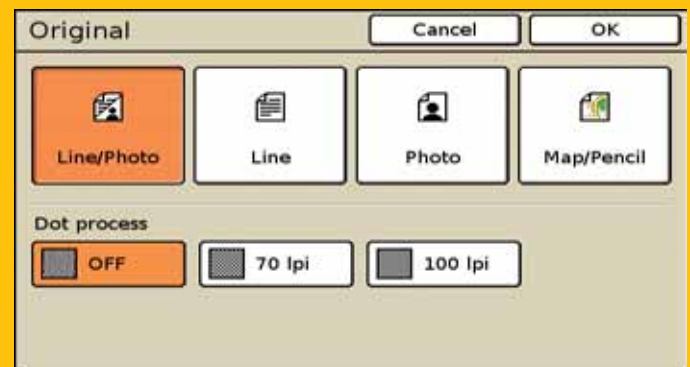 Original Cancel OK
Line/Photo Line Photo Map/Pencil
Dot process
OFF 70 lpi 100 lpi